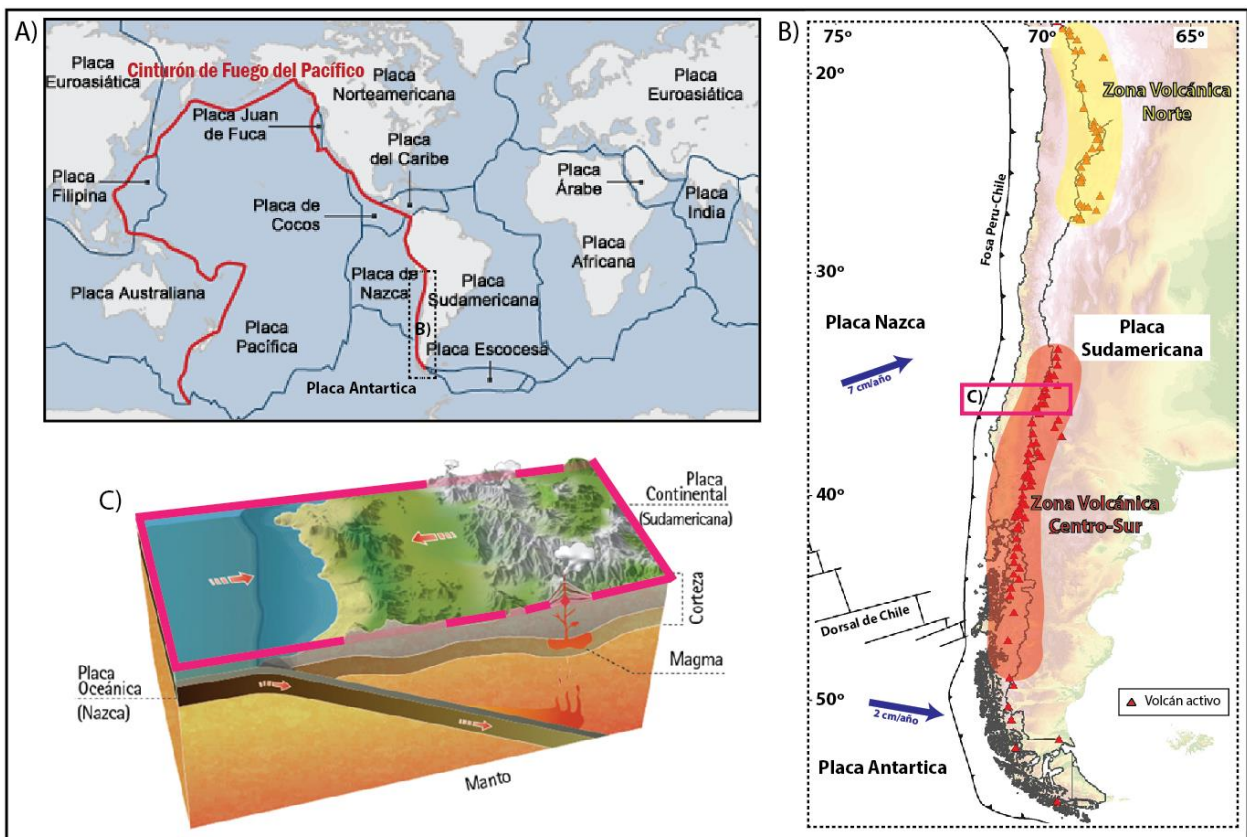 A)
Placa
Euroasiática
Cinturón de Fuego del Pacífico
Placa
Norteamericana
Placa
Euroasiática
Placa Juan
de Fuca
Placa
del Caribe
Placa
Filipina
Placa de
Cocos
Placa
Árabe
Placa
India
Placa
Africana
Placa Australiana
Placa de
Nazca
Placa
Sudamericana
Placa
Pacífica
B)
Placa Escocesa
Placa Antartica
B)
75°
70°
65°
20°
30°
40°
50°
Zona Volcánica
Norte
Fosa Peru-Chile
Placa Nazca
Placa
Sudamericana
7 cm/año
C)
Zona Volcánica
Centro-Sur
Dorsal de Chile
2 cm/año
Volcán activo
Placa Antartica
C)
Placa
Continental
(Sudamericana)
Corteza
Magma
Placa
Oceánica
(Nazca)
Manto